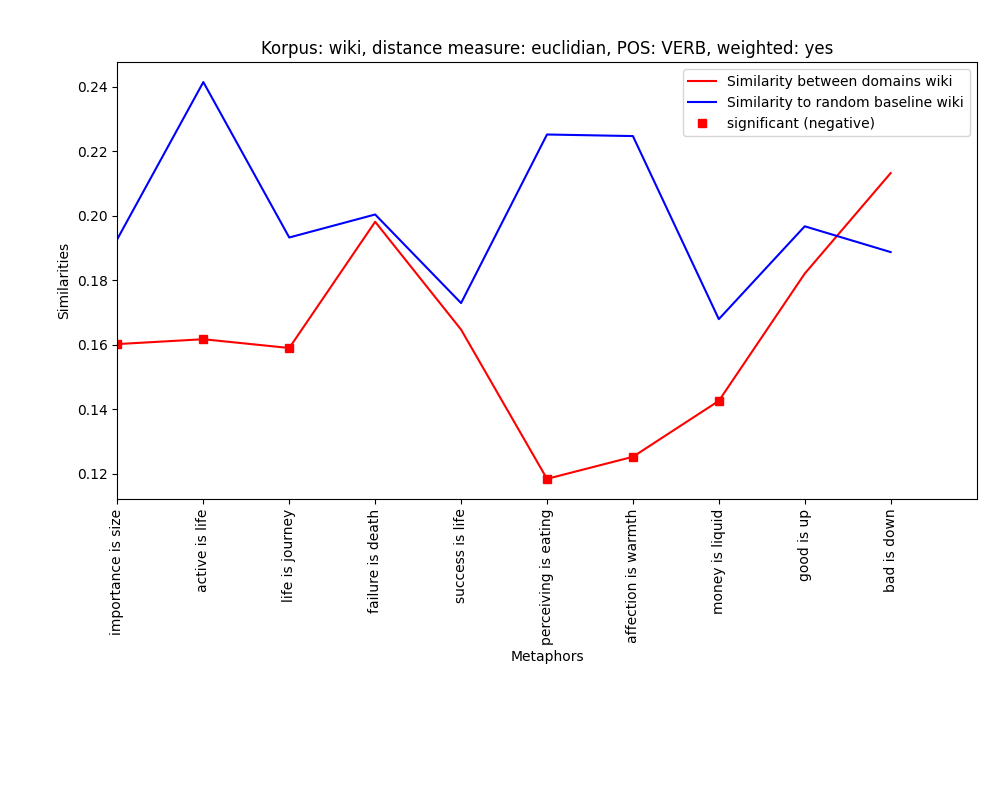 Korpus: wiki, distance measure: euclidian, POS: VERB, weighted: yes
Similarity between domains wiki
Similarity to random baseline wiki
significant (negative)
0.24
0.22
0.20
0.18
0.16
0.14
0.12
Similarities
importance is size
active is life
life is journey
failure is death
success is life
perceiving is eating
affection is warmth
money is liquid
good is up
bad is down
Metaphors